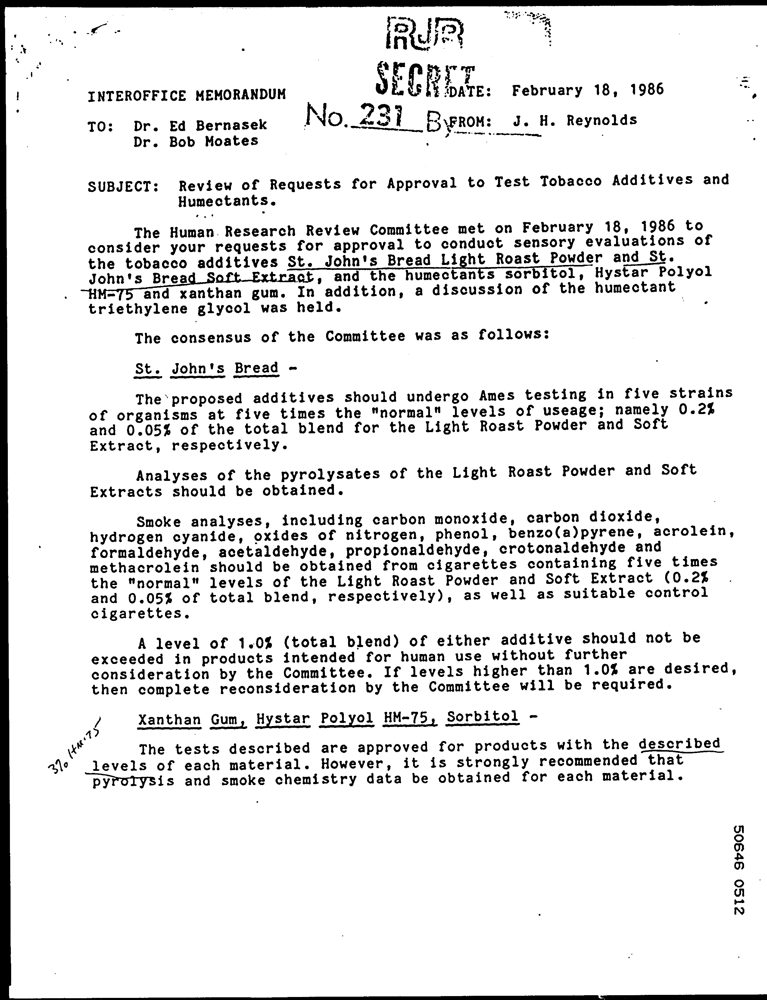 RJR
SECRET
INTEROFFICE MEMORANDUM DATE: February 18, 1986
No. 231 By
TO: Dr. Ed Bernasek FROM: J. H. Reynolds
Dr. Bob Moates
SUBJECT: Review of Requests for Approval to Test Tobacco Additives and
Humectants.
The Human Research Review Committee met on February 18, 1986 to
consider your requests for approval to conduct sensory evaluations of
the tobacco additives St. John's Bread Light Roast Powder and St.
John's Bread Soft Extract, and the humectants sorbitol, Hystar Polyol
HM-75 and xanthan gum. In addition, a discussion of the humectant
triethylene glycol was held.
The consensus of the Committee was as follows:
St. John's Bread -
The proposed additives should undergo Ames testing in five strains
of organisms at five times the "normal" levels of useage; namely 0.2%
and 0.05% of the total blend for the Light Roast Powder and Soft
Extract, respectively.
Analyses of the pyrolysates of the Light Roast Powder and Soft
Extracts should be obtained.
Smoke analyses, including carbon monoxide, carbon dioxide,
hydrogen cyanide, oxides of nitrogen, phenol, benzo(a)pyrene, acrolein,
formaldehyde, acetaldehyde, propionaldehyde, crotonaldehyde and
methacrolein should be obtained from cigarettes containing five times
the "normal" levels of the Light Roast Powder and Soft Extract (0.2%
and 0.05% of total blend, respectively), as well as suitable control
cigarettes.
A level of 1.0% (total blend) of either additive should not be
exceeded in products intended for human use without further
consideration by the Committee. If levels higher than 1.0% are desired,
then complete reconsideration by the Committee will be required.
Xanthan Gum, Hystar Polyol HM-75, Sorbitol -
3% HM-75
The tests described are approved for products with the described
levels of each material. However, it is strongly recommended that
pyrolysis and smoke chemistry data be obtained for each material.
50646 0512